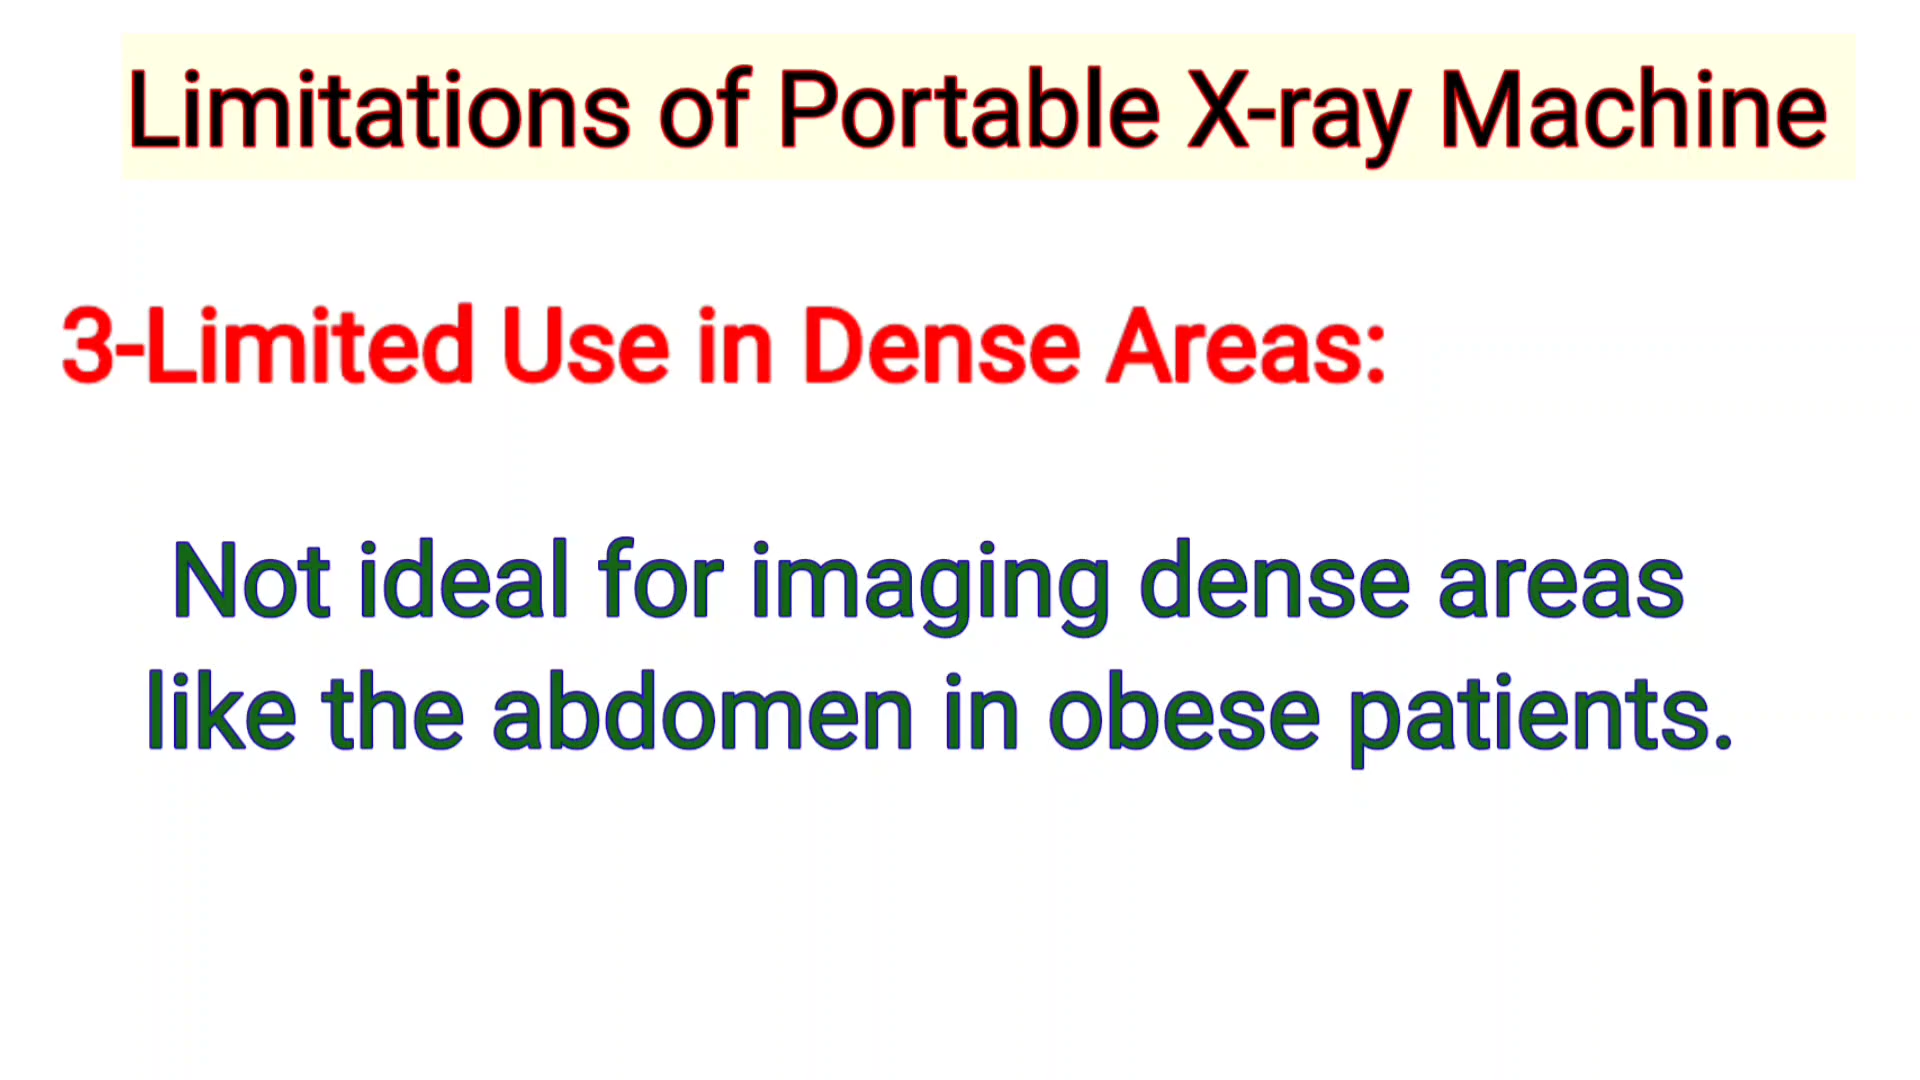 Limitations of Portable X-ray Machine
3-Limited Use in Dense Areas:
Not ideal for imaging dense areas
like the abdomen in obese patients.